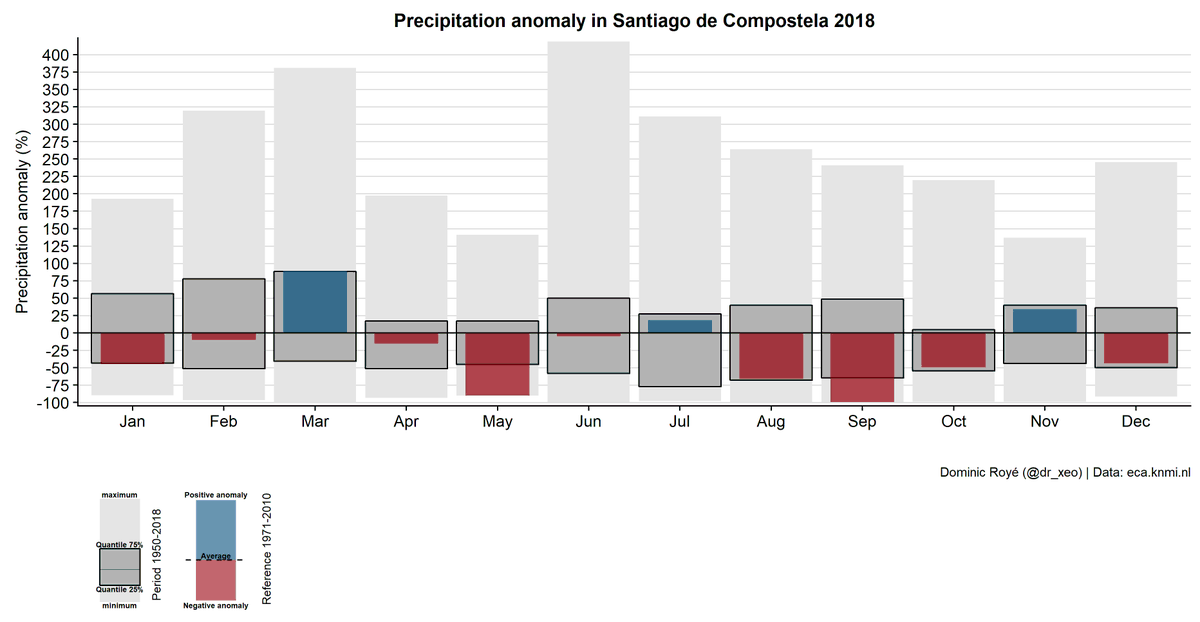 Precipitation anomaly in Santiago de Compostela 2018
Precipitation anomaly (%)
400
375
350
325
300
275
250
225
200
175
150
125
100
75
50
25
0
-25
-50
-75
-100
Jan Feb Mar Apr May Jun Jul Aug Sep Oct Nov Dec
Dominic Royé (@dr_xeo) | Data: eca.knmi.nl
maximum
Quantile 75%
Quantile 25%
minimum
Period 1950-2018
Positive anomaly
Average
Negative anomaly
Reference 1971-2010